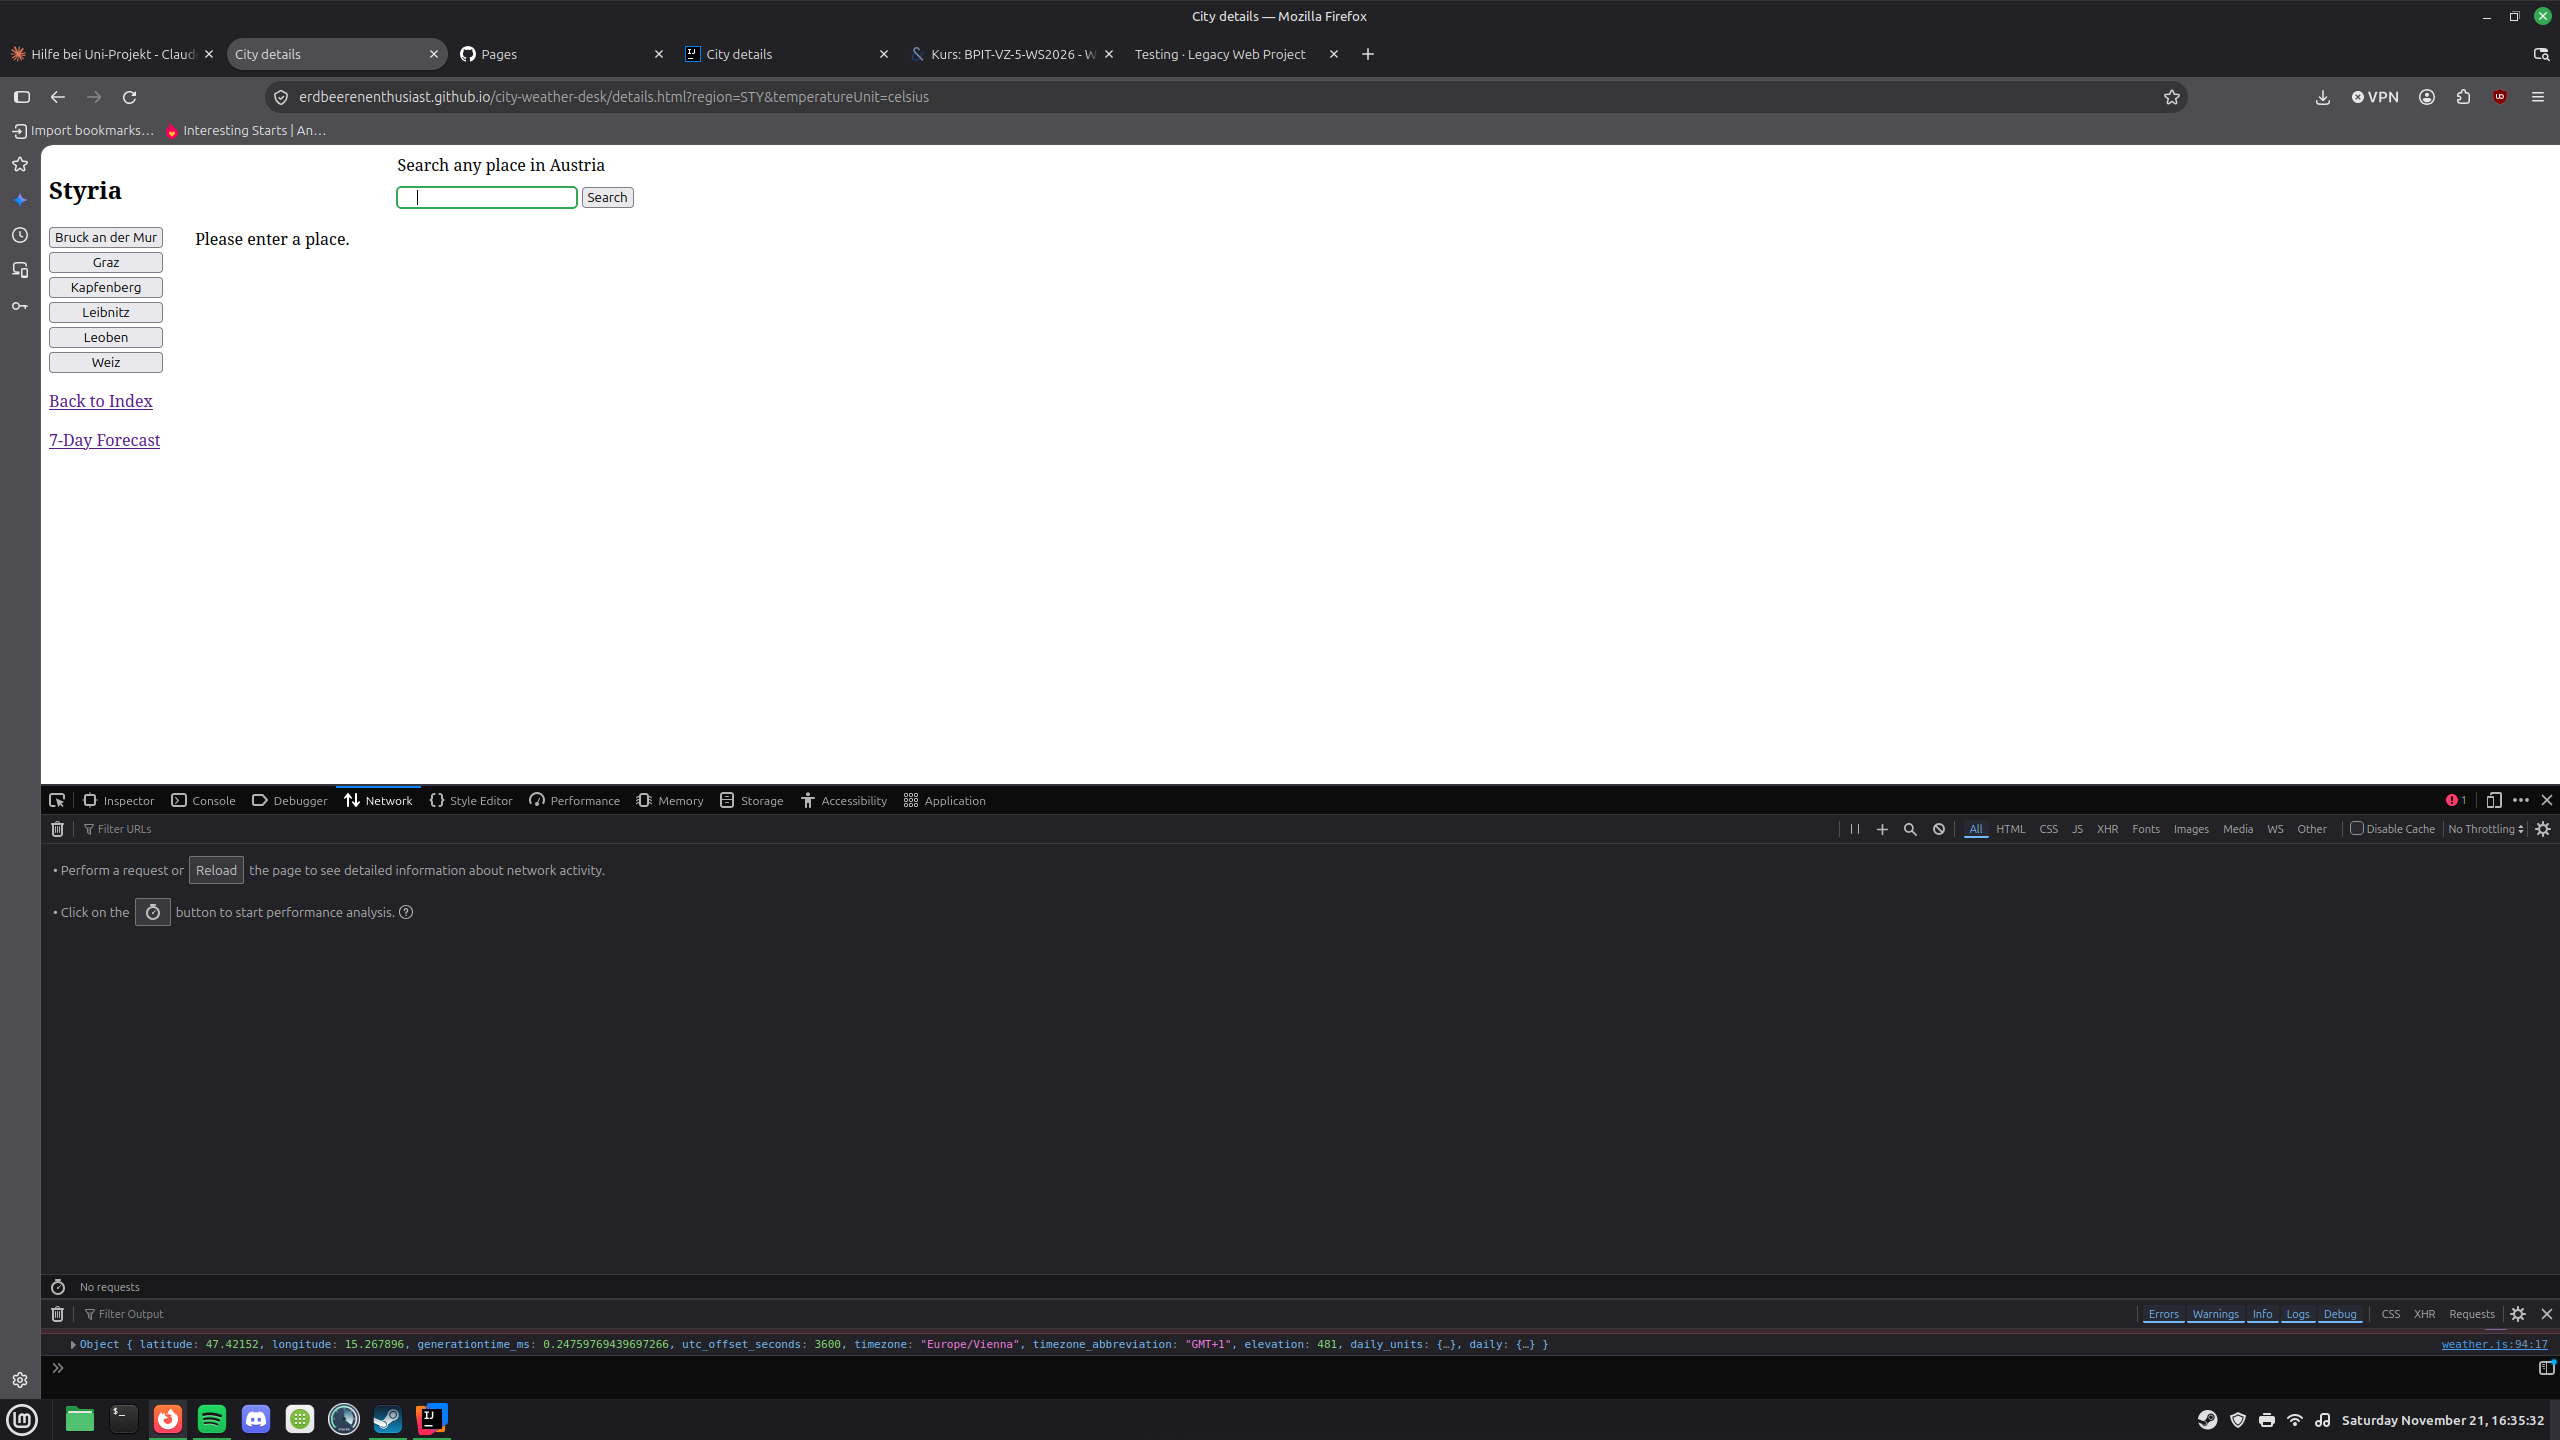 City details — Mozilla Firefox
Hilfe bei Uni-Projekt - Claud
City details
Pages
City details
Kurs: BPIT-VZ-5-WS2026 - W
Testing · Legacy Web Project
erdbeerenenthusiast.github.io/city-weather-desk/details.html?region=STY&temperatureUnit=celsius
VPN
Import bookmarks…
Interesting Starts | An…
Search any place in Austria
Styria
Search
Bruck an der Mur
Please enter a place.
Graz
Kapfenberg
Leibnitz
Leoben
Weiz
Back to Index
7-Day Forecast
Inspector
Console
Debugger
Network
Style Editor
Performance
Memory
Storage
Accessibility
Application
1
Filter URLs
All
HTML
CSS
JS
XHR
Fonts
Images
Media
WS
Other
Disable Cache
No Throttling
• Perform a request or Reload the page to see detailed information about network activity.
• Click on the button to start performance analysis.
No requests
Filter Output
Errors
Warnings
Info
Logs
Debug
CSS
XHR
Requests
Object { latitude: 47.42152, longitude: 15.267896, generationtime_ms: 0.24759769439697266, utc_offset_seconds: 3600, timezone: "Europe/Vienna", timezone_abbreviation: "GMT+1", elevation: 481, daily_units: {…}, daily: {…} }
weather.js:94:17
Saturday November 21, 16:35:32